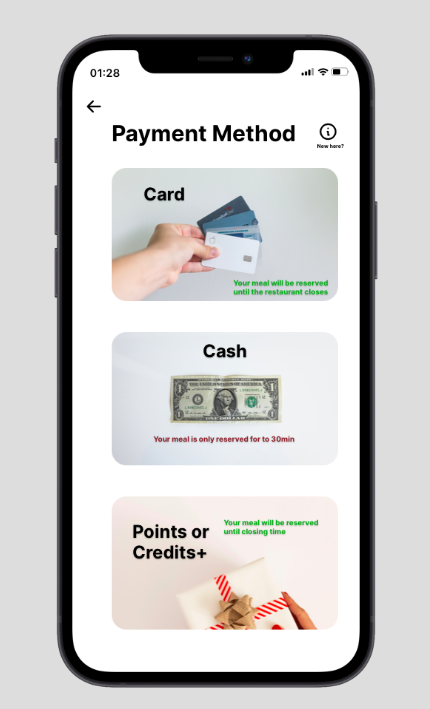 01:28
Payment Method
New here?
Card
Your meal will be reserved
until the restaurant closes
Cash
Your meal is only reserved for to 30min
Points or
Credits+
Your meal will be reserved
until closing time